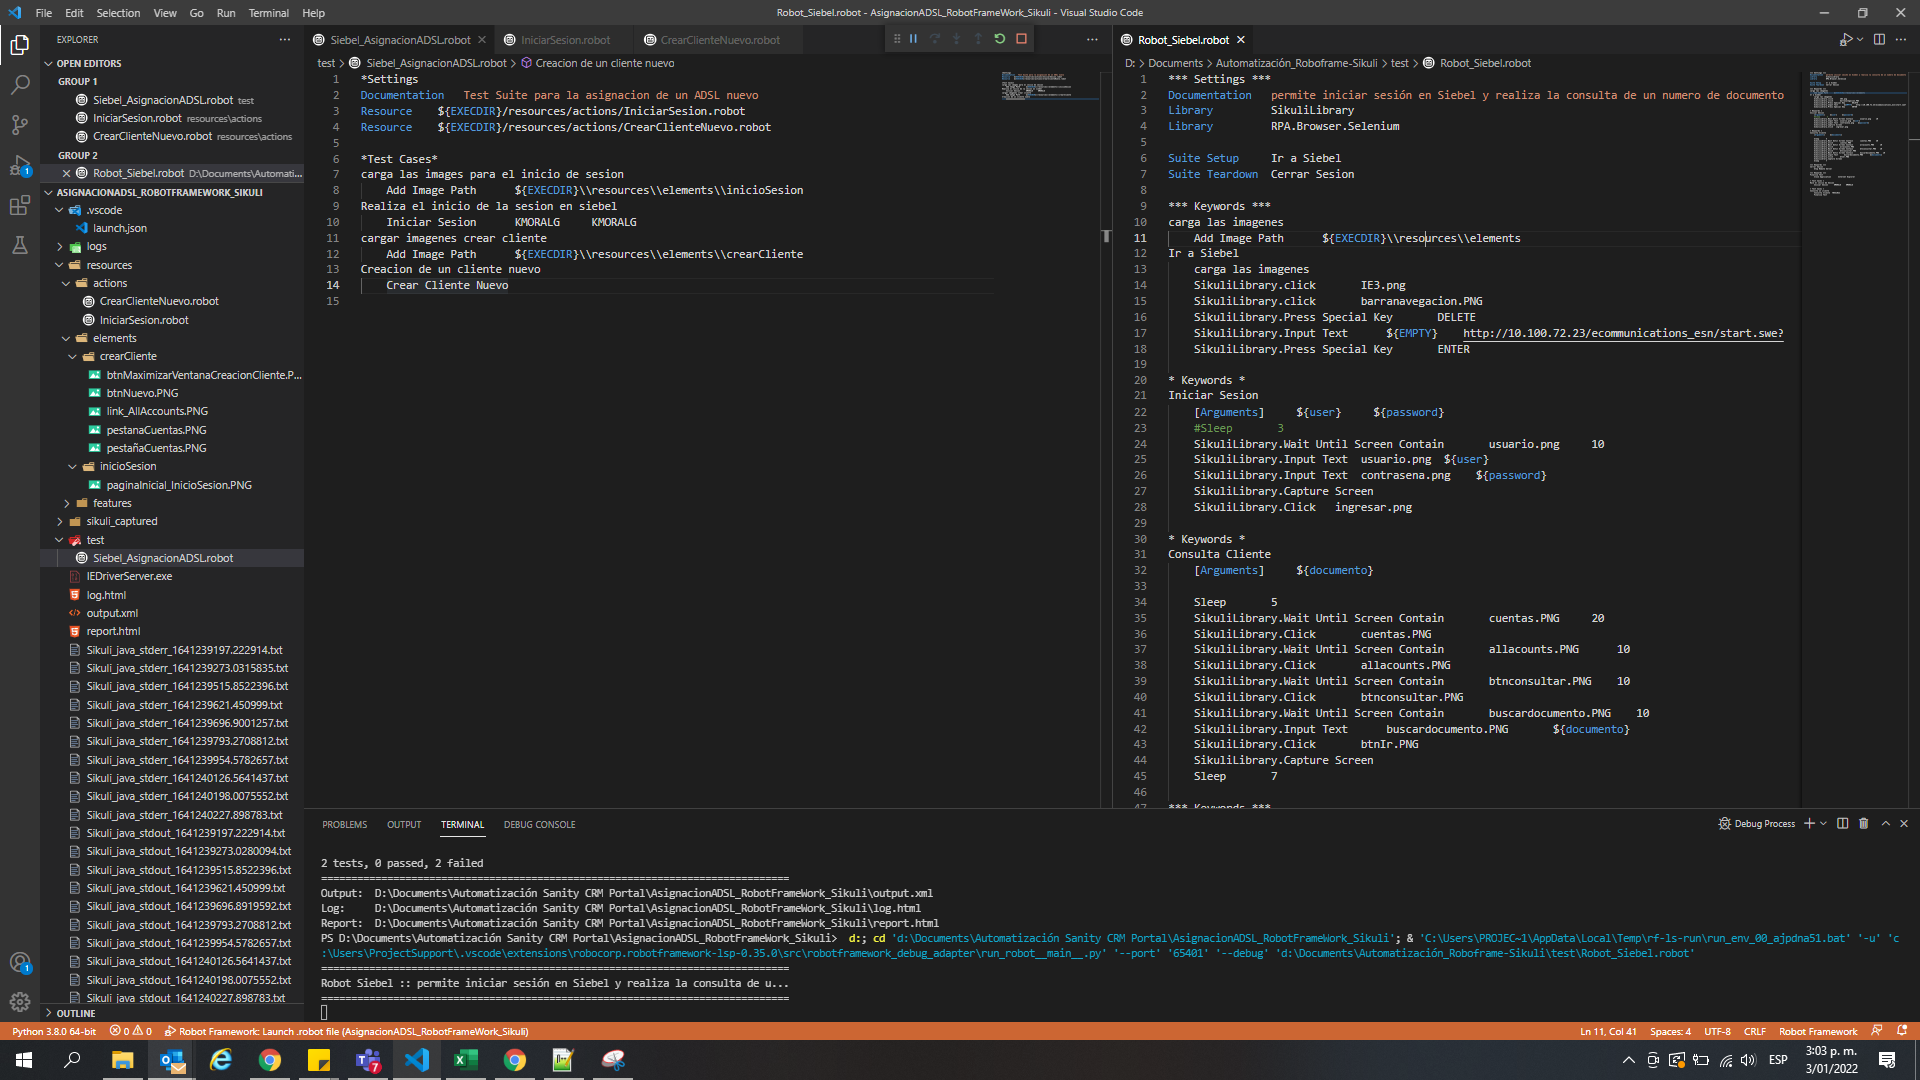 File Edit Selection View Go Run Terminal Help
Robot_Siebel.robot - AsignacionADSL_RobotFrameWork_Sikuli - Visual Studio Code
EXPLORER
OPEN EDITORS
GROUP 1
Siebel_AsignacionADSL.robot test
IniciarSesion.robot resources\actions
CrearClienteNuevo.robot resources\actions
GROUP 2
Robot_Siebel.robot D:\Documents\Automati...
ASIGNACIONADSL_ROBOTFRAMEWORK_SIKULI
.vscode
launch.json
logs
resources
actions
CrearClienteNuevo.robot
IniciarSesion.robot
elements
crearCliente
btnMaximizarVentanaCreacionCliente.P...
btnNuevo.PNG
link_AllAccounts.PNG
pestanaCuentas.PNG
pestañaCuentas.PNG
inicioSesion
paginaInicial_InicioSesion.PNG
features
sikuli_captured
test
Siebel_AsignacionADSL.robot
IEDriverServer.exe
log.html
output.xml
report.html
Sikuli_java_stderr_1641239197.222914.txt
Sikuli_java_stderr_1641239273.0315835.txt
Sikuli_java_stderr_1641239515.8522396.txt
Sikuli_java_stderr_1641239621.450999.txt
Sikuli_java_stderr_1641239696.9001257.txt
Sikuli_java_stderr_1641239793.2708812.txt
Sikuli_java_stderr_1641239954.5782657.txt
Sikuli_java_stderr_1641240126.5641437.txt
Sikuli_java_stderr_1641240198.0075552.txt
Sikuli_java_stderr_1641240227.898783.txt
Sikuli_java_stdout_1641239197.222914.txt
Sikuli_java_stdout_1641239273.0280094.txt
Sikuli_java_stdout_1641239515.8522396.txt
Sikuli_java_stdout_1641239621.450999.txt
Sikuli_java_stdout_1641239696.8919592.txt
Sikuli_java_stdout_1641239793.2708812.txt
Sikuli_java_stdout_1641239954.5782657.txt
Sikuli_java_stdout_1641240126.5641437.txt
Sikuli_java_stdout_1641240198.0075552.txt
Sikuli_java_stdout_1641240227.898783.txt
OUTLINE
Siebel_AsignacionADSL.robot IniciarSesion.robot CrearClienteNuevo.robot
test > Siebel_AsignacionADSL.robot > Creacion de un cliente nuevo
1 *Settings
2 Documentation Test Suite para la asignacion de un ADSL nuevo
3 Resource ${EXECDIR}/resources/actions/IniciarSesion.robot
4 Resource ${EXECDIR}/resources/actions/CrearClienteNuevo.robot
5
6 *Test Cases*
7 carga las images para el inicio de sesion
8 Add Image Path ${EXECDIR}\\resources\\elements\\inicioSesion
9 Realiza el inicio de la sesion en siebel
10 Iniciar Sesion KMORALG KMORALG
11 cargar imagenes crear cliente
12 Add Image Path ${EXECDIR}\\resources\\elements\\crearCliente
13 Creacion de un cliente nuevo
14 Crear Cliente Nuevo
15
Robot_Siebel.robot
D: > Documents > Automatización_Roboframe-Sikuli > test > Robot_Siebel.robot
1 *** Settings ***
2 Documentation permite iniciar sesión en Siebel y realiza la consulta de un numero de documento
3 Library SikuliLibrary
4 Library RPA.Browser.Selenium
5
6 Suite Setup Ir a Siebel
7 Suite Teardown Cerrar Sesion
8
9 *** Keywords ***
10 carga las imagenes
11 Add Image Path ${EXECDIR}\\resources\\elements
12 Ir a Siebel
13 carga las imagenes
14 SikuliLibrary.click IE3.png
15 SikuliLibrary.click barranavegacion.PNG
16 SikuliLibrary.Press Special Key DELETE
17 SikuliLibrary.Input Text ${EMPTY} http://10.100.72.23/ecommunications_esn/start.swe?
18 SikuliLibrary.Press Special Key ENTER
19
20 * Keywords *
21 Iniciar Sesion
22 [Arguments] ${user} ${password}
23 #Sleep 3
24 SikuliLibrary.Wait Until Screen Contain usuario.png 10
25 SikuliLibrary.Input Text usuario.png ${user}
26 SikuliLibrary.Input Text contrasena.png ${password}
27 SikuliLibrary.Capture Screen
28 SikuliLibrary.Click ingresar.png
29
30 * Keywords *
31 Consulta Cliente
32 [Arguments] ${documento}
33
34 Sleep 5
35 SikuliLibrary.Wait Until Screen Contain cuentas.PNG 20
36 SikuliLibrary.Click cuentas.PNG
37 SikuliLibrary.Wait Until Screen Contain allacounts.PNG 10
38 SikuliLibrary.Click allacounts.PNG
39 SikuliLibrary.Wait Until Screen Contain btnconsultar.PNG 10
40 SikuliLibrary.Click btnconsultar.PNG
41 SikuliLibrary.Wait Until Screen Contain buscardocumento.PNG 10
42 SikuliLibrary.Input Text buscardocumento.PNG ${documento}
43 SikuliLibrary.Click btnIr.PNG
44 SikuliLibrary.Capture Screen
45 Sleep 7
46
47 *** Keywords ***
PROBLEMS OUTPUT TERMINAL DEBUG CONSOLE
Debug Process
2 tests, 0 passed, 2 failed
==============================================================================
Output: D:\Documents\Automatización Sanity CRM Portal\AsignacionADSL_RobotFrameWork_Sikuli\output.xml
Log: D:\Documents\Automatización Sanity CRM Portal\AsignacionADSL_RobotFrameWork_Sikuli\log.html
Report: D:\Documents\Automatización Sanity CRM Portal\AsignacionADSL_RobotFrameWork_Sikuli\report.html
PS D:\Documents\Automatización Sanity CRM Portal\AsignacionADSL_RobotFrameWork_Sikuli> d:; cd 'd:\Documents\Automatización Sanity CRM Portal\AsignacionADSL_RobotFrameWork_Sikuli'; & 'C:\Users\PROJEC~1\AppData\Local\Temp\rf-ls-run\run_env_00_ajpdna51.bat' '-u' 'c
:\Users\ProjectSupport\.vscode\extensions\robocorp.robotframework-lsp-0.35.0\src\robotframework_debug_adapter\run_robot__main__.py' '--port' '65401' '--debug' 'd:\Documents\Automatización_Roboframe-Sikuli\test\Robot_Siebel.robot'
==============================================================================
Robot Siebel :: permite iniciar sesión en Siebel y realiza la consulta de u...
==============================================================================
Python 3.8.0 64-bit 0 0 Robot Framework: Launch .robot file (AsignacionADSL_RobotFrameWork_Sikuli)
Ln 11, Col 41 Spaces: 4 UTF-8 CRLF Robot Framework
ESP
3:03 p. m.
3/01/2022